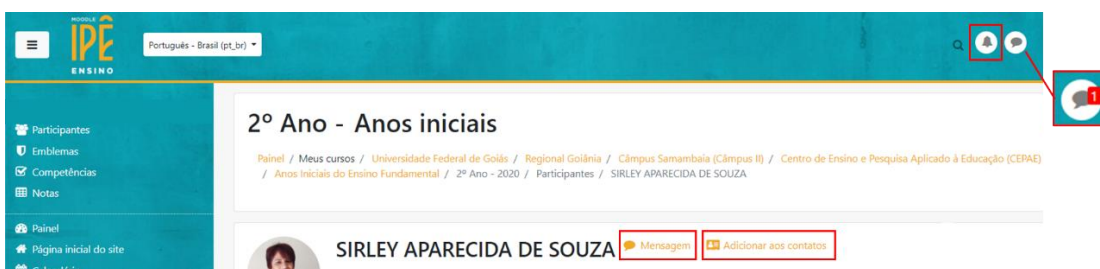 MOODLE
IPÊ
ENSINO
Português - Brasil (pt_br)
1
Participantes
Emblemas
Competências
Notas
Painel
Página inicial do site
2º Ano - Anos iniciais
Painel / Meus cursos / Universidade Federal de Goiás / Regional Goiânia / Câmpus Samambaia (Câmpus II) / Centro de Ensino e Pesquisa Aplicado à Educação (CEPAE)
/ Anos Iniciais do Ensino Fundamental / 2º Ano - 2020 / Participantes / SIRLEY APARECIDA DE SOUZA
SIRLEY APARECIDA DE SOUZA Mensagem Adicionar aos contatos